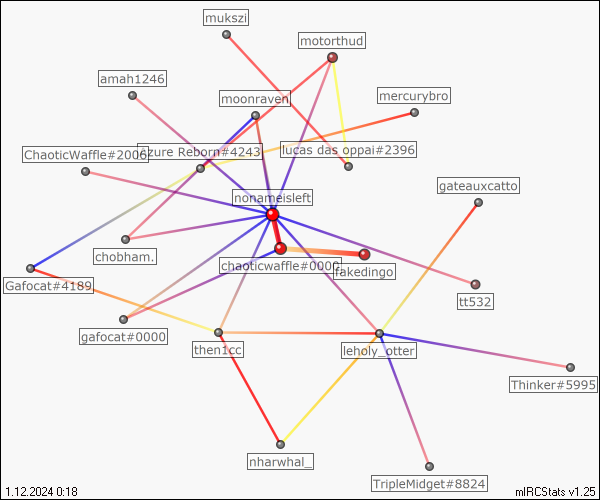 mukszi
motorthud
amah1246
moonraven
mercurybro
ChaoticWaffle#2006
Azure Reborn#4243
lucas das oppai#2396
gateauxcatto
nonameisleft
chobham.
chaoticwaffle#0000
fakedingo
Gafocat#4189
tt532
gafocat#0000
then1cc
leholy_otter
Thinker#5995
nharwhal_
TripleMidget#8824
1.12.2024 0:18
mIRCStats v1.25